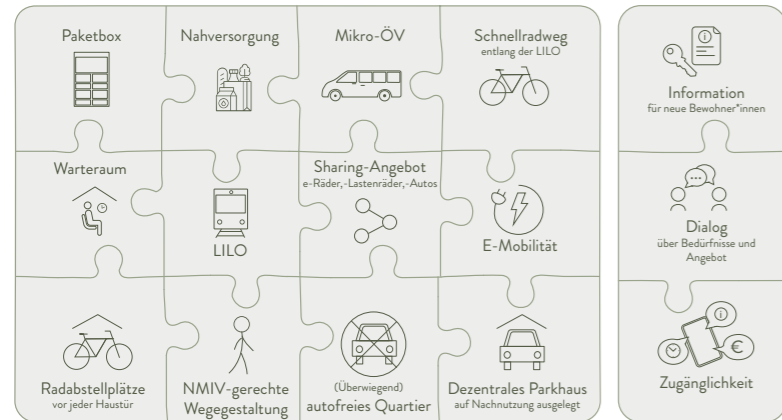 Paketbox
Nahversorgung
Mikro-ÖV
Schnellradweg
entlang der LILO
Information
für neue Bewohner*innen
Warteraum
LILO
Sharing-Angebot
e-Räder,-Lastenräder,-Autos
E-Mobilität
Dialog
über Bedürfnisse und
Angebot
Radabstellplätze
vor jeder Haustür
NMIV-gerechte
Wegegestaltung
(Überwiegend)
autofreies Quartier
Dezentrales Parkhaus
auf Nachnutzung ausgelegt
€
Zugänglichkeit